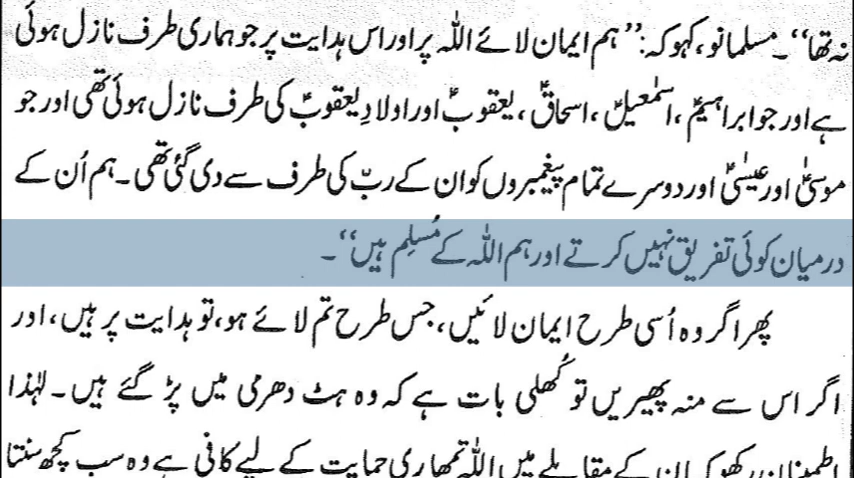 نہ تھا‘‘۔ مسلمانو، کہو کہ: ’’ہم ایمان لائے اللہ پر اور اس ہدایت پر جو ہماری طرف نازل ہوئی
ہے اور جو ابراہیمؑ، اسمٰعیلؑ، اسحاقؑ، یعقوبؑ اور اولادِ یعقوبؑ کی طرف نازل ہوئی تھی اور جو
موسیٰؑ اور عیسیٰؑ اور دوسرے تمام پیغمبروں کو ان کے ربّ کی طرف سے دی گئی تھی۔ ہم اُن کے
درمیان کوئی تفریق نہیں کرتے اور ہم اللہ کے مُسلِم ہیں‘‘۔
پھر اگر وہ اُسی طرح ایمان لائیں، جس طرح تم لائے ہو، تو ہدایت پر ہیں، اور
اگر اس سے منہ پھیریں تو کُھلی بات ہے کہ وہ ہٹ دھرمی میں پڑ گئے ہیں۔ لہٰذا
اطمینان رکھو کہ ان کے مقابلے میں اللہ تمھاری حمایت کے لیے کافی ہے وہ سب کچھ سنتا